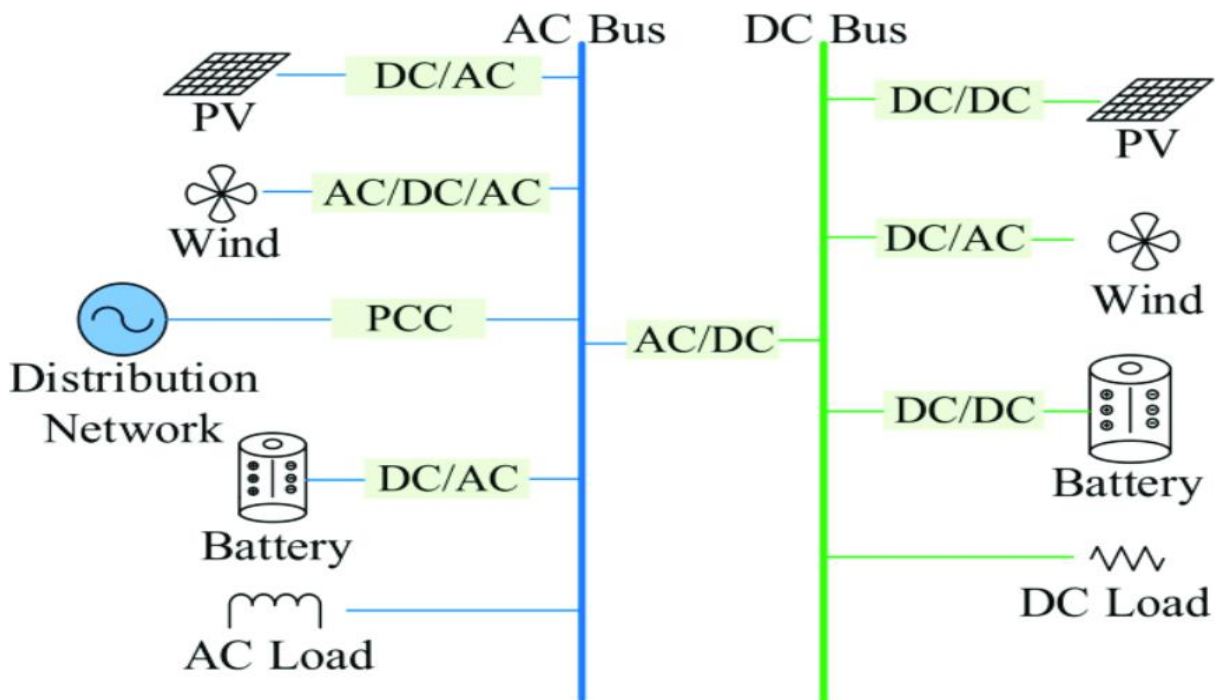 AC Bus
DC Bus
DC/AC
PV
AC/DC/AC
Wind
PCC
Distribution
Network
DC/AC
Battery
AC Load
AC/DC
DC/DC
PV
DC/AC
Wind
DC/DC
Battery
DC Load